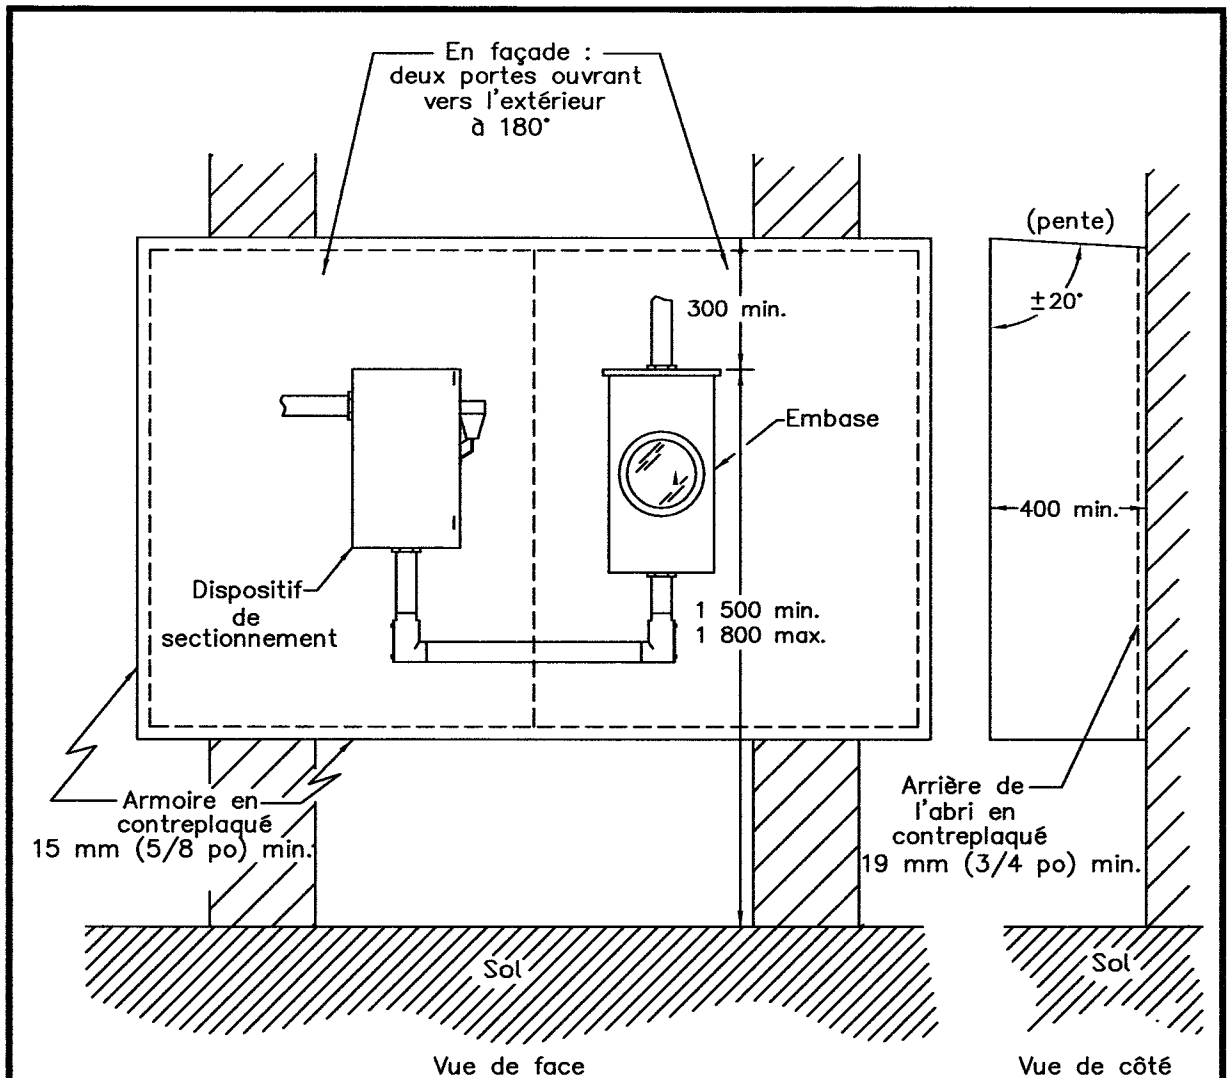 En façade :
deux portes ouvrant
vers l'extérieur
à 180°
(pente)
±20°
300 min.
Embase
400 min.
Dispositif
de
sectionnement
1 500 min.
1 800 max.
Armoire en
contreplaqué
15 mm (5/8 po) min.
Arrière de
l'abri en
contreplaqué
19 mm (3/4 po) min.
Sol
Sol
Vue de face
Vue de côté